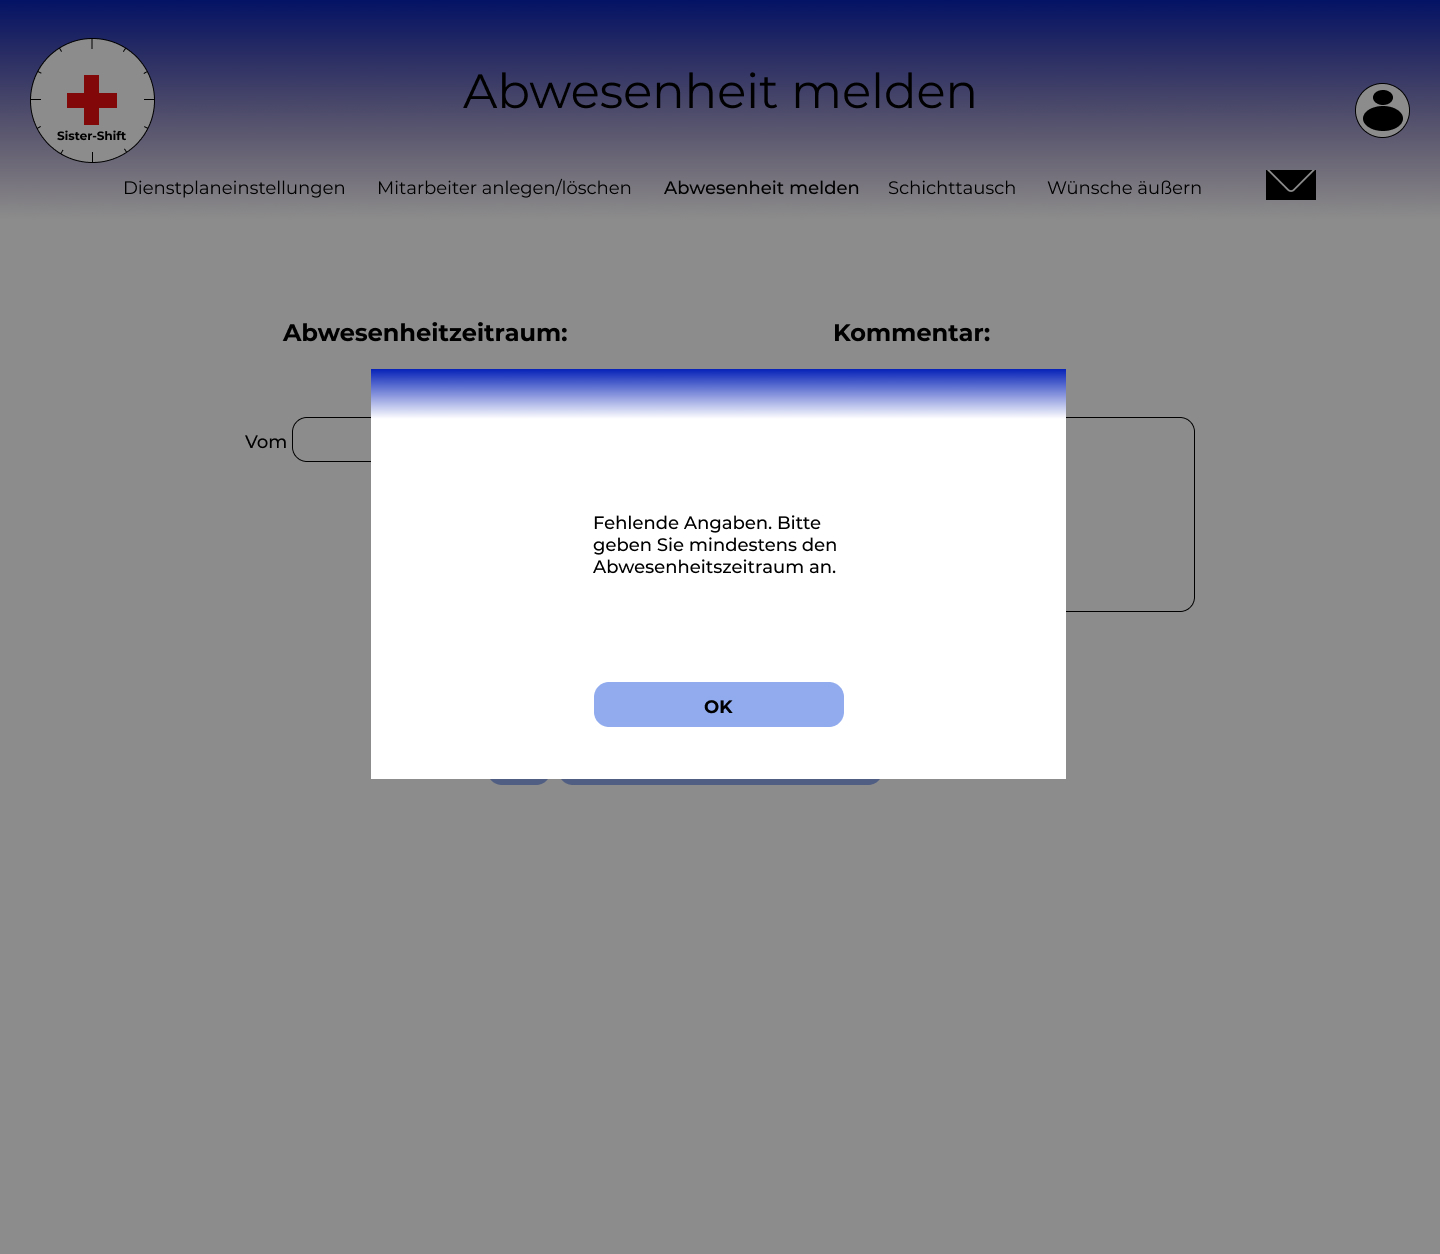 Abwesenheit melden
Sister-Shift
Dienstplaneinstellungen Mitarbeiter anlegen/löschen Abwesenheit melden Schichttausch Wünsche äußern
Abwesenheitzeitraum: Kommentar:
Vom
Fehlende Angaben. Bitte
geben Sie mindestens den
Abwesenheitszeitraum an.
OK